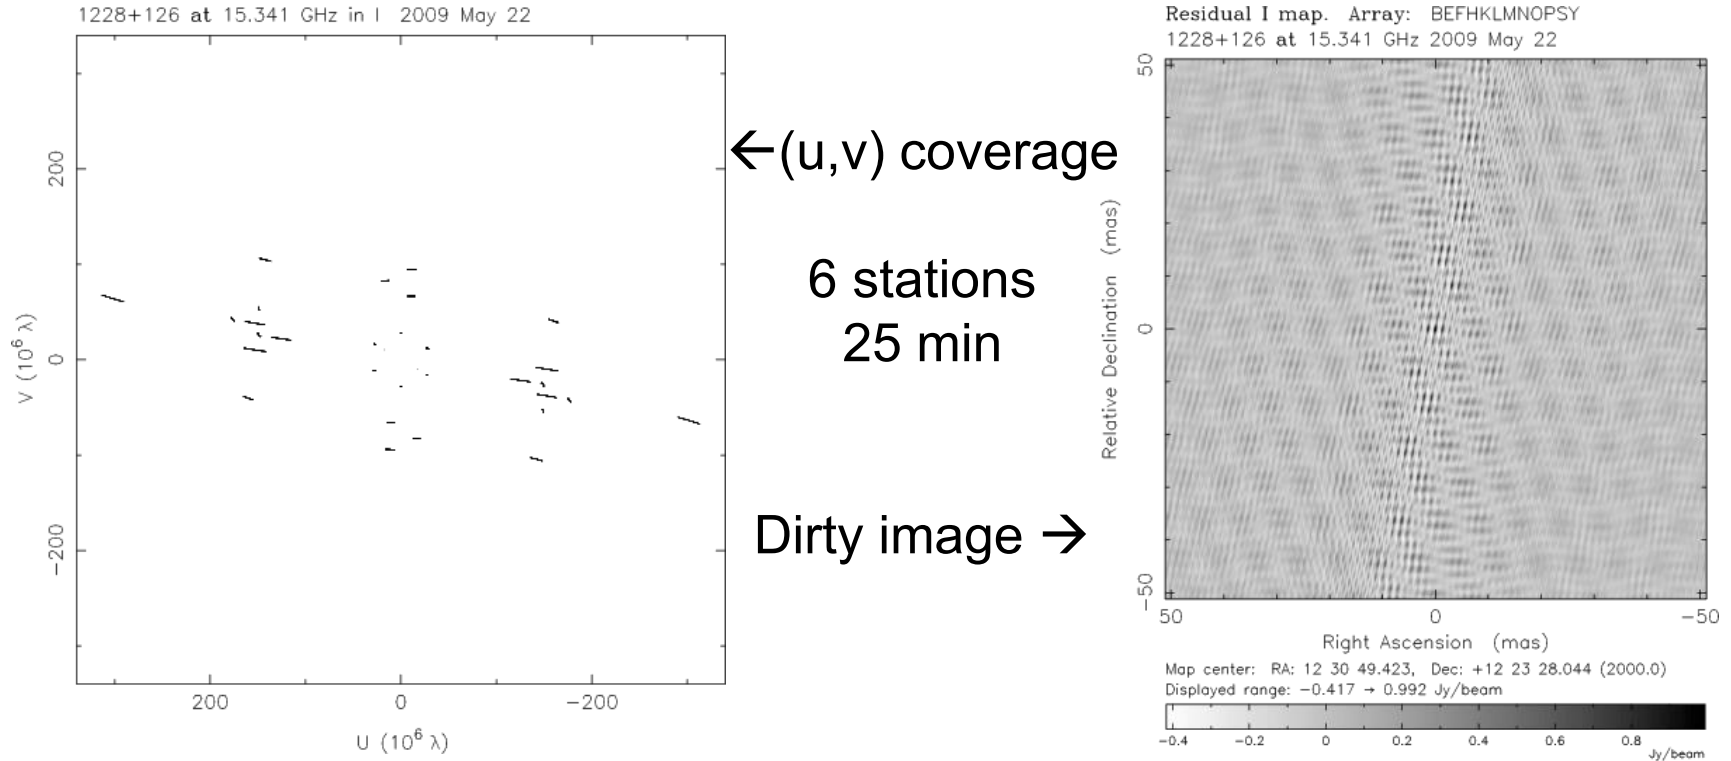 1228+126 at 15.341 GHz in I 2009 May 22
200
0
−200
V (10⁶ λ)
200
0
−200
U (10⁶ λ)
←(u,v) coverage
6 stations
25 min
Dirty image →
Residual I map. Array: BEFHKLMNOPSY
1228+126 at 15.341 GHz 2009 May 22
50
0
−50
Relative Declination (mas)
50
0
−50
Right Ascension (mas)
Map center: RA: 12 30 49.423, Dec: +12 23 28.044 (2000.0)
Displayed range: −0.417 → 0.992 Jy/beam
−0.4
−0.2
0
0.2
0.4
0.6
0.8
Jy/beam